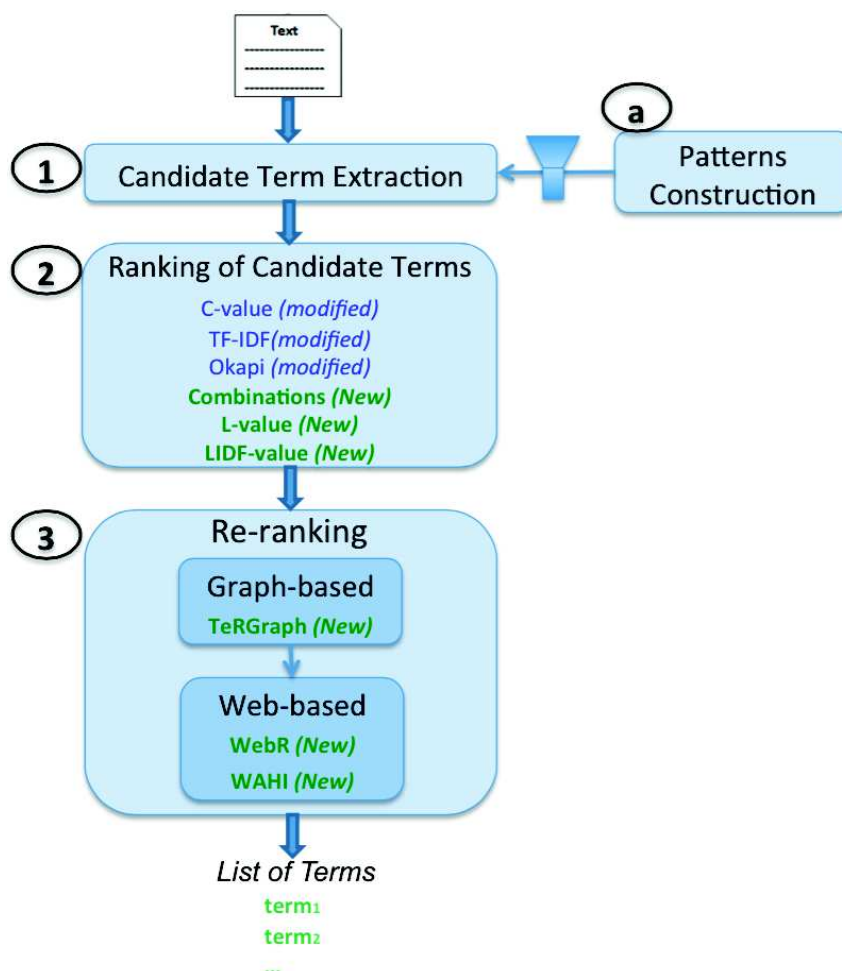 Text
a
1
Candidate Term Extraction
Patterns
Construction
2
Ranking of Candidate Terms
C-value (modified)
TF-IDF(modified)
Okapi (modified)
Combinations (New)
L-value (New)
LIDF-value (New)
3
Re-ranking
Graph-based
TeRGraph (New)
Web-based
WebR (New)
WAHI (New)
List of Terms
term₁
term₂
...